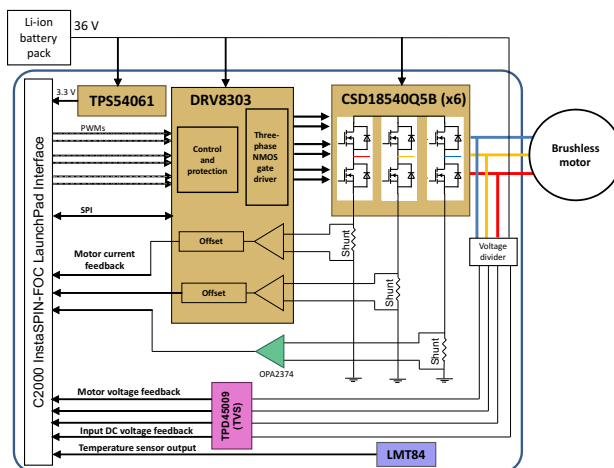 Li-ion
battery
pack
36 V
3.3 V
TPS54061
DRV8303
CSD18540Q5B (x6)
C2000 InstaSPIN-FOC LaunchPad Interface
PWMs
Control
and
protection
Three-
phase
NMOS
gate
driver
Brushless
motor
SPI
Motor current
feedback
Offset
Offset
Shunt
Shunt
Shunt
Voltage
divider
OPA2374
Motor voltage feedback
TPD45009
(TVS)
Input DC voltage feedback
Temperature sensor output
LMT84